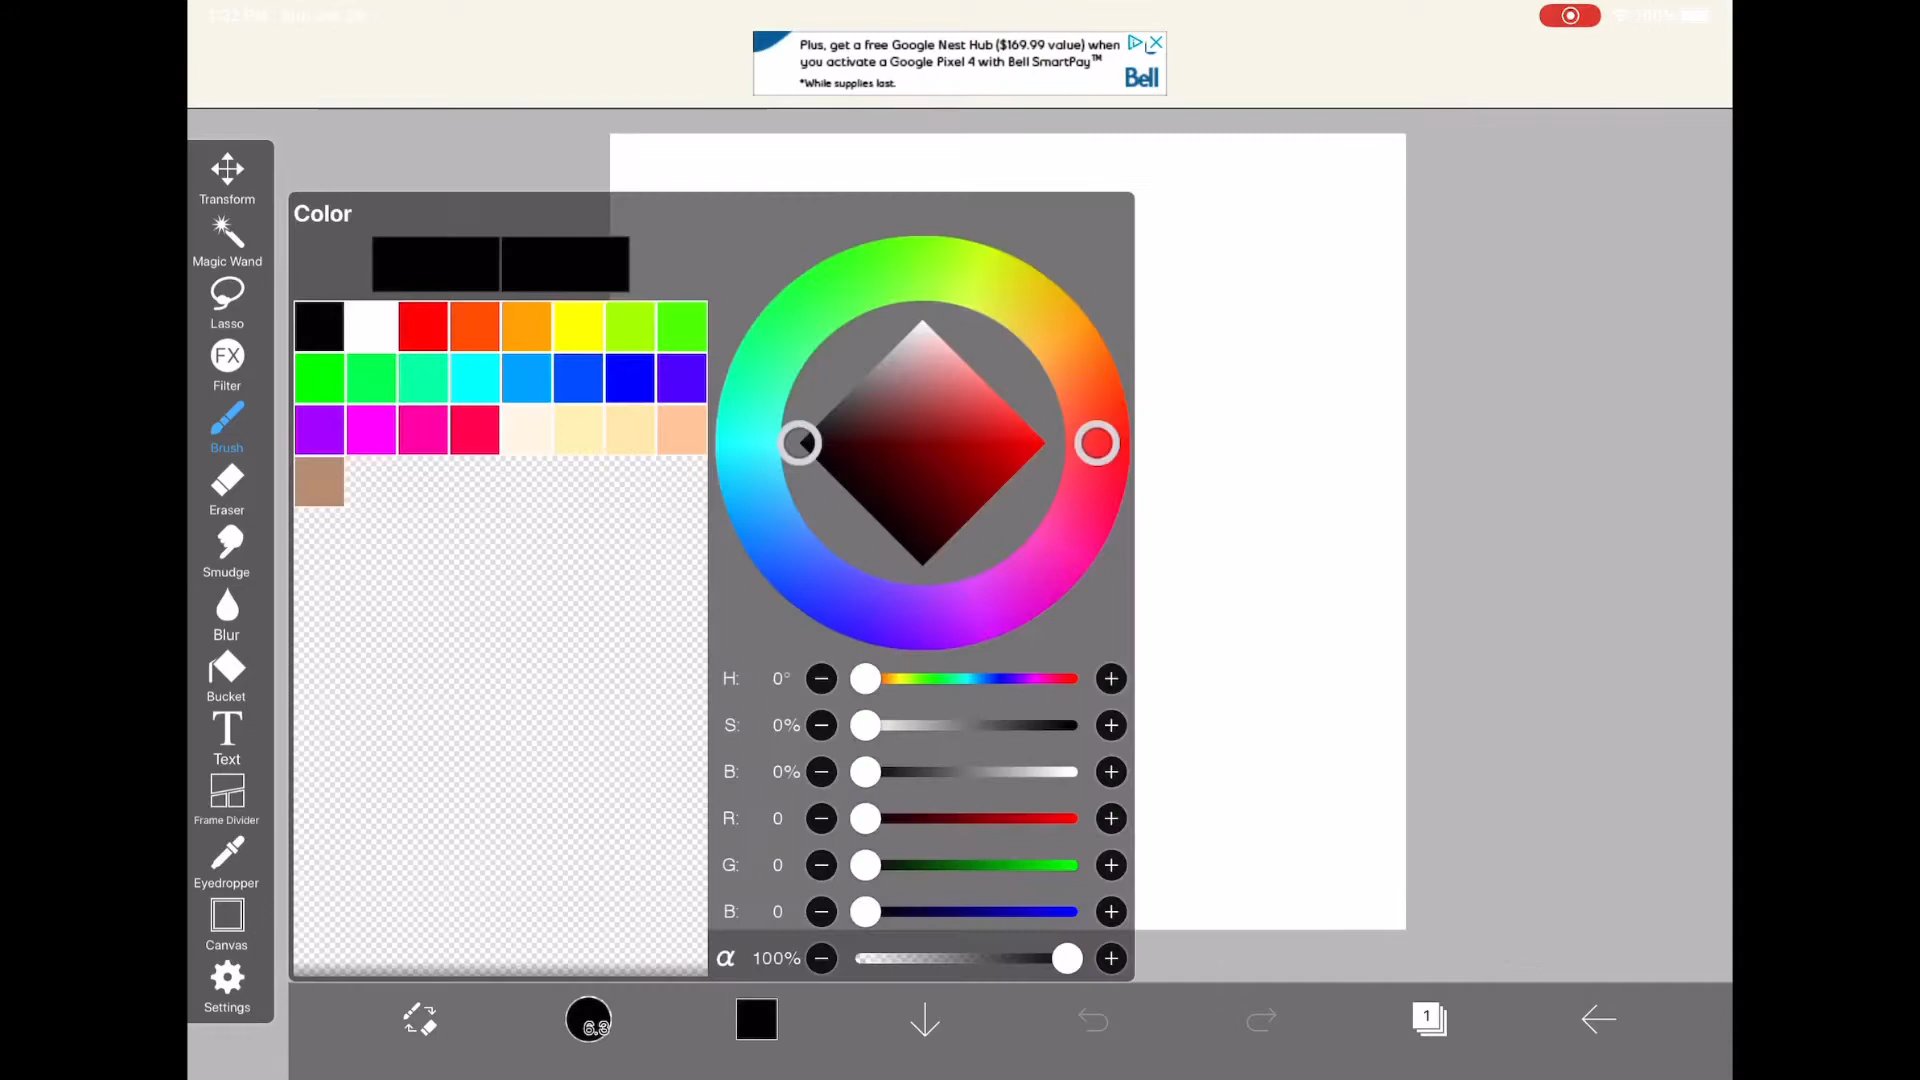 Plus, get a free Google Nest Hub ($169.99 value) when
you activate a Google Pixel 4 with Bell SmartPay™
*While supplies last.
Bell
Transform
Magic Wand
Lasso
FX
Filter
Brush
Eraser
Smudge
Blur
Bucket
T
Text
Frame Divider
Eyedropper
Canvas
Settings
Color
H: 0°
S: 0%
B: 0%
R: 0
G: 0
B: 0
α 100%
6.3
1